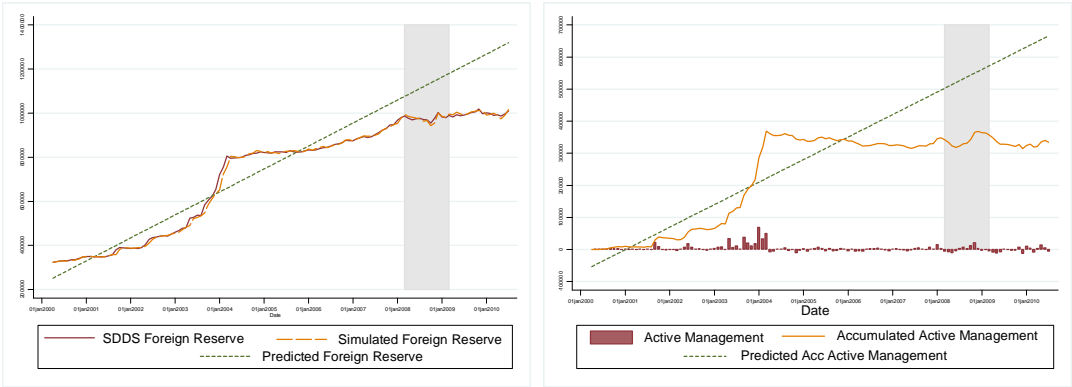 1400000
1200000
1000000
800000
600000
400000
200000
01jan2000 01jan2001 01jan2002 01jan2003 01jan2004 01jan2005 01jan2006 01jan2007 01jan2008 01jan2009 01jan2010
Date
SDDS Foreign Reserve Simulated Foreign Reserve
Predicted Foreign Reserve
700000
600000
500000
400000
300000
200000
100000
0
-100000
01jan2000 01jan2001 01jan2002 01jan2003 01jan2004 01jan2005 01jan2006 01jan2007 01jan2008 01jan2009 01jan2010
Date
Active Management Accumulated Active Management
Predicted Acc Active Management